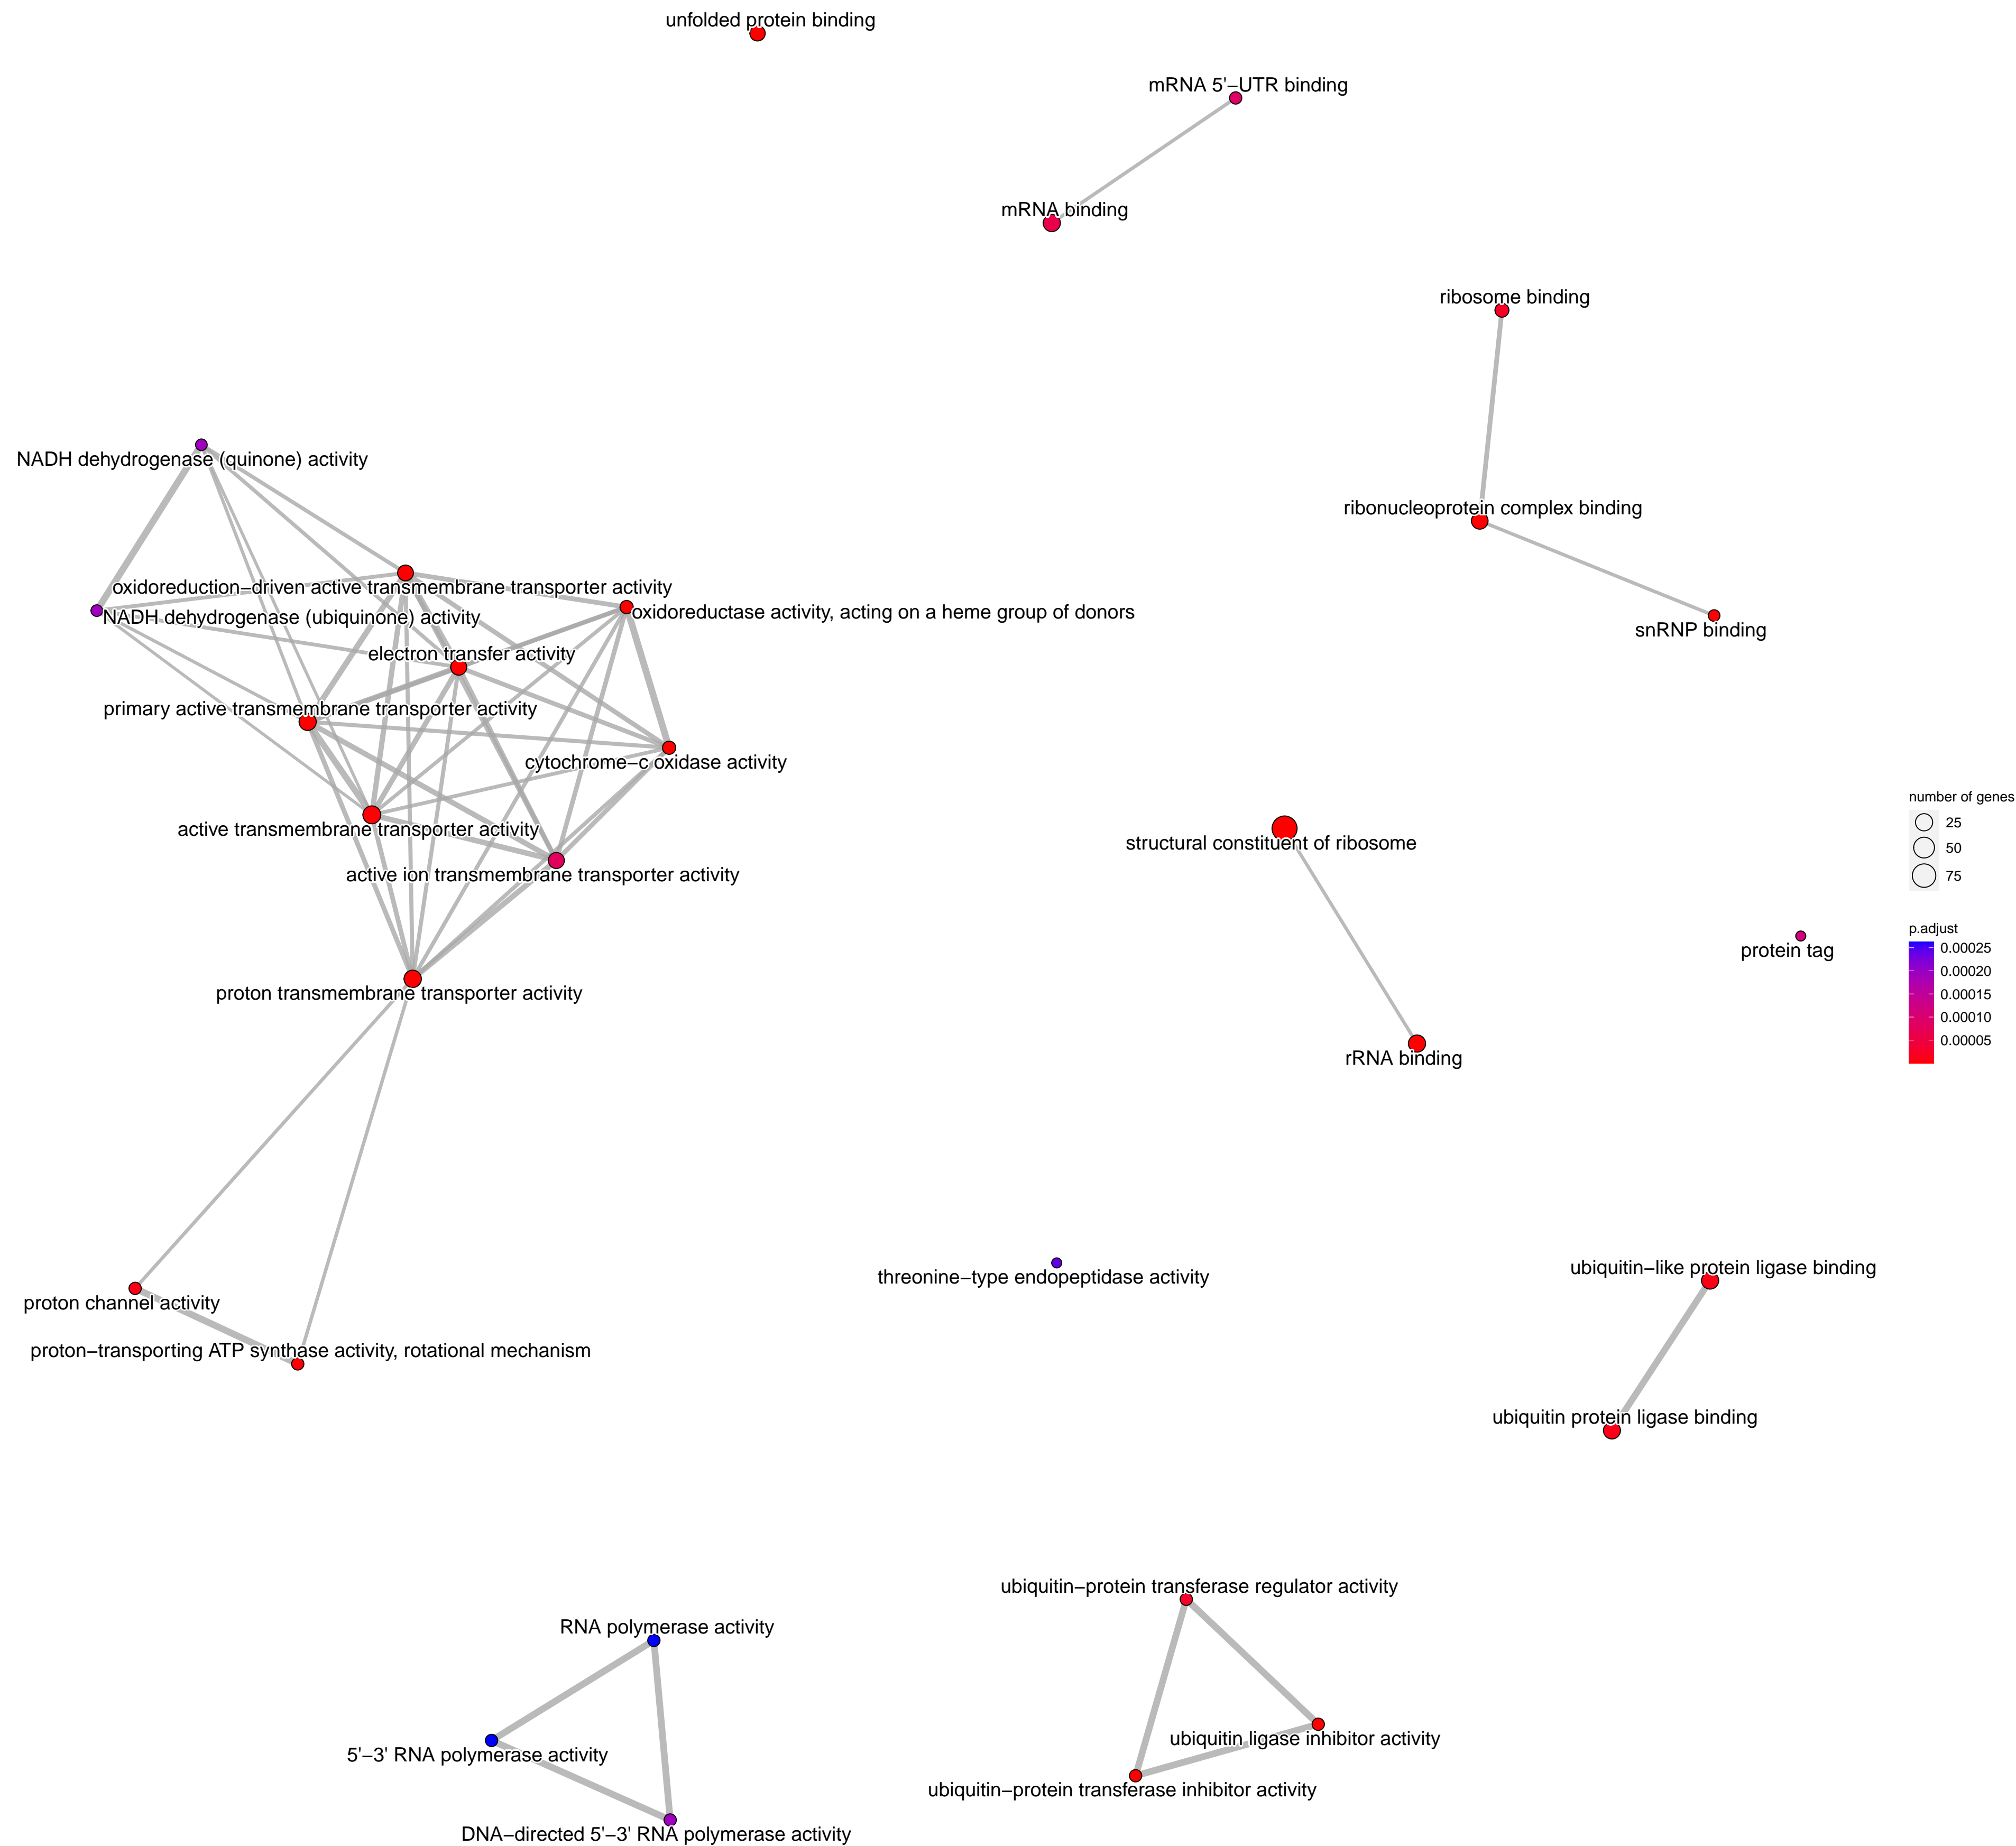 unfolded protein binding
mRNA 5'−UTR binding
mRNA binding
ribosome binding
NADH dehydrogenase (quinone) activity
ribonucleoprotein complex binding
oxidoreduction−driven active transmembrane transporter activity
NADH dehydrogenase (ubiquinone) activity
oxidoreductase activity, acting on a heme group of donors
snRNP binding
electron transfer activity
primary active transmembrane transporter activity
cytochrome−c oxidase activity
active transmembrane transporter activity
structural constituent of ribosome
active ion transmembrane transporter activity
number of genes
25
50
75
p.adjust
0.00025
0.00020
0.00015
0.00010
0.00005
protein tag
proton transmembrane transporter activity
rRNA binding
threonine−type endopeptidase activity
ubiquitin−like protein ligase binding
proton channel activity
proton−transporting ATP synthase activity, rotational mechanism
ubiquitin protein ligase binding
ubiquitin−protein transferase regulator activity
RNA polymerase activity
ubiquitin ligase inhibitor activity
5'−3' RNA polymerase activity
ubiquitin−protein transferase inhibitor activity
DNA−directed 5'−3' RNA polymerase activity